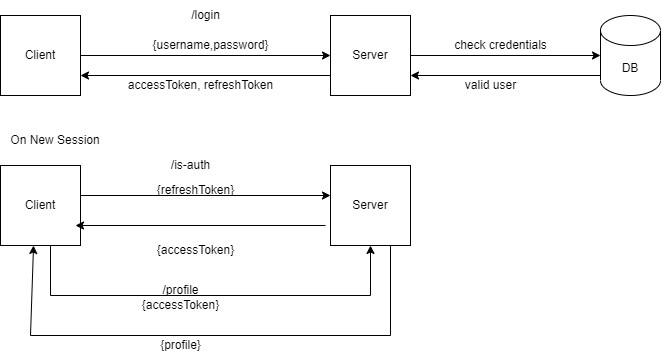 /login
Client
{username,password}
Server
check credentials
DB
accessToken, refreshToken
valid user
On New Session
/is-auth
Client
{refreshToken}
Server
{accessToken}
/profile
{accessToken}
{profile}